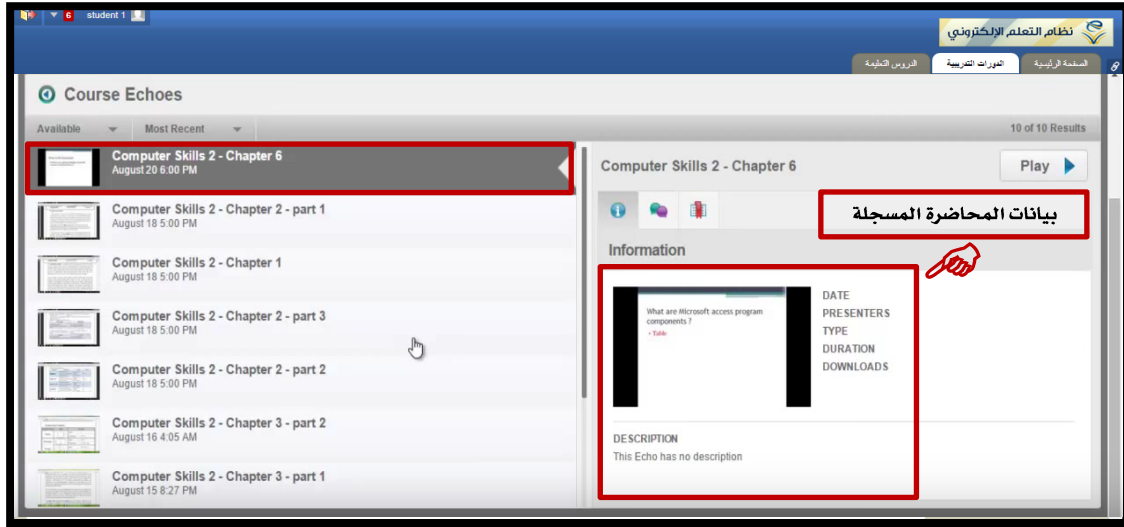 6 student 1
نظام التعلم الإلكتروني
الصفحة الرئيسية
الدورات التدريبية
Course Echoes
Available Most Recent 10 of 10 Results
Computer Skills 2 - Chapter 6
August 20 6:00 PM
Computer Skills 2 - Chapter 2 - part 1
August 18 5:00 PM
Computer Skills 2 - Chapter 1
August 18 5:00 PM
Computer Skills 2 - Chapter 2 - part 3
August 18 5:00 PM
Computer Skills 2 - Chapter 2 - part 2
August 18 5:00 PM
Computer Skills 2 - Chapter 3 - part 2
August 16 4:05 AM
Computer Skills 2 - Chapter 3 - part 1
August 15 8:27 PM
Computer Skills 2 - Chapter 6
Play
بيانات المحاضرة المسجلة
Information
What are Microsoft access program
components ?
• Table
DATE
PRESENTERS
TYPE
DURATION
DOWNLOADS
DESCRIPTION
This Echo has no description